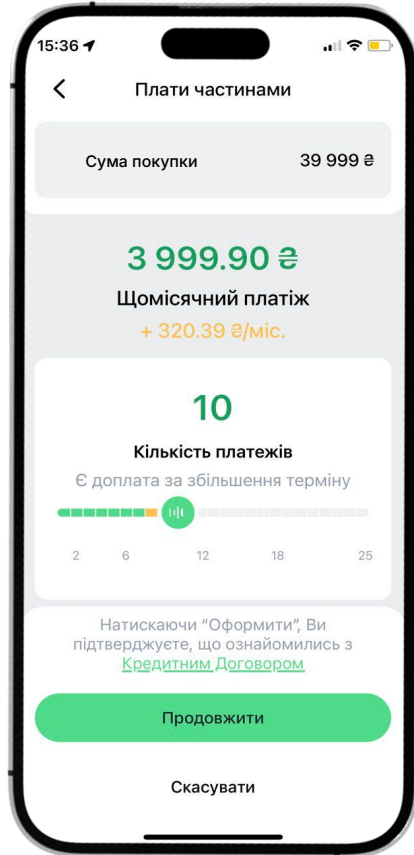 15:36
Плати частинами
Сума покупки 39 999 ₴
3 999.90 ₴
Щомісячний платіж
+ 320.39 ₴/міс.
10
Кількість платежів
Є доплата за збільшення терміну
2 6 12 18 25
Натискаючи “Оформити”, Ви
підтверджуєте, що ознайомились з
Кредитним Договором
Продовжити
Скасувати